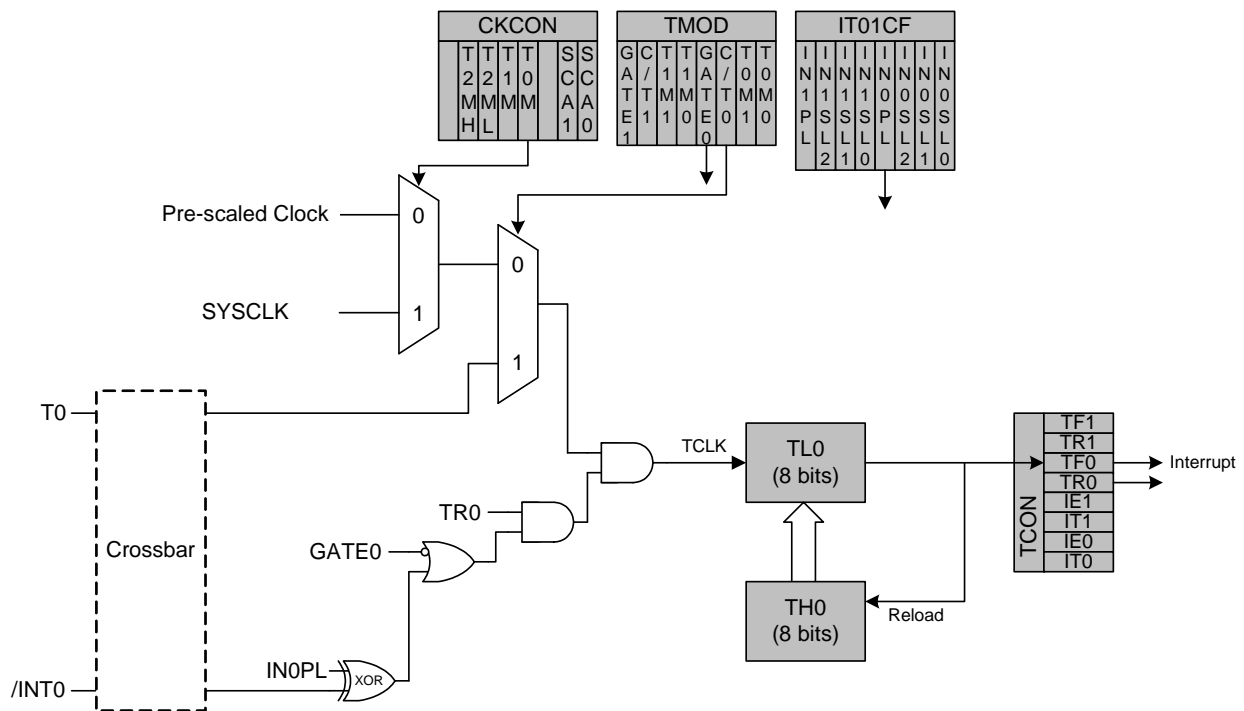 CKCON
T2MH
T2ML
T1M
T0M
SCA1
SCA0
TMOD
GATE1
C/T1
T1M1
T1M0
GATE0
C/T0
T0M1
T0M0
IT01CF
IN1PL
IN1SL2
IN1SL1
IN1SL0
IN0PL
IN0SL2
IN0SL1
IN0SL0
Pre-scaled Clock
0
SYSCLK
1
0
1
T0
Crossbar
/INT0
TR0
GATE0
IN0PL
XOR
TCLK
TL0
(8 bits)
TH0
(8 bits)
Reload
TCON
TF1
TR1
TF0
TR0
IE1
IT1
IE0
IT0
Interrupt